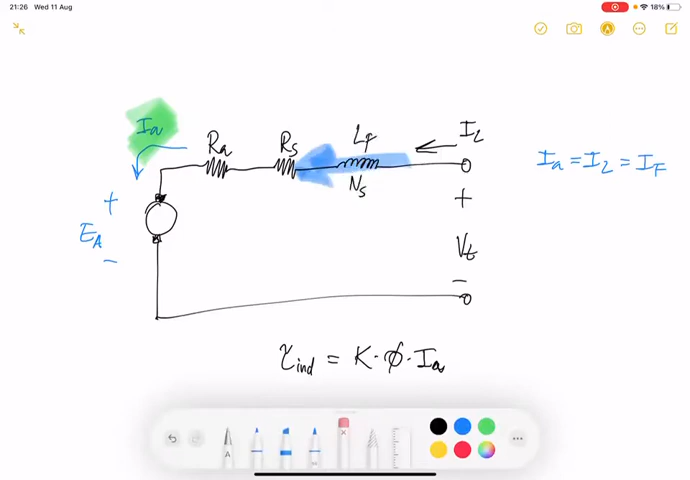 21:26 Wed 11 Aug
18%
Ia
Ra
Rs
LF
IL
Ns
Ia = IL = IF
+
EA
−
+
Vt
−
τind = K · φ · Ia
A